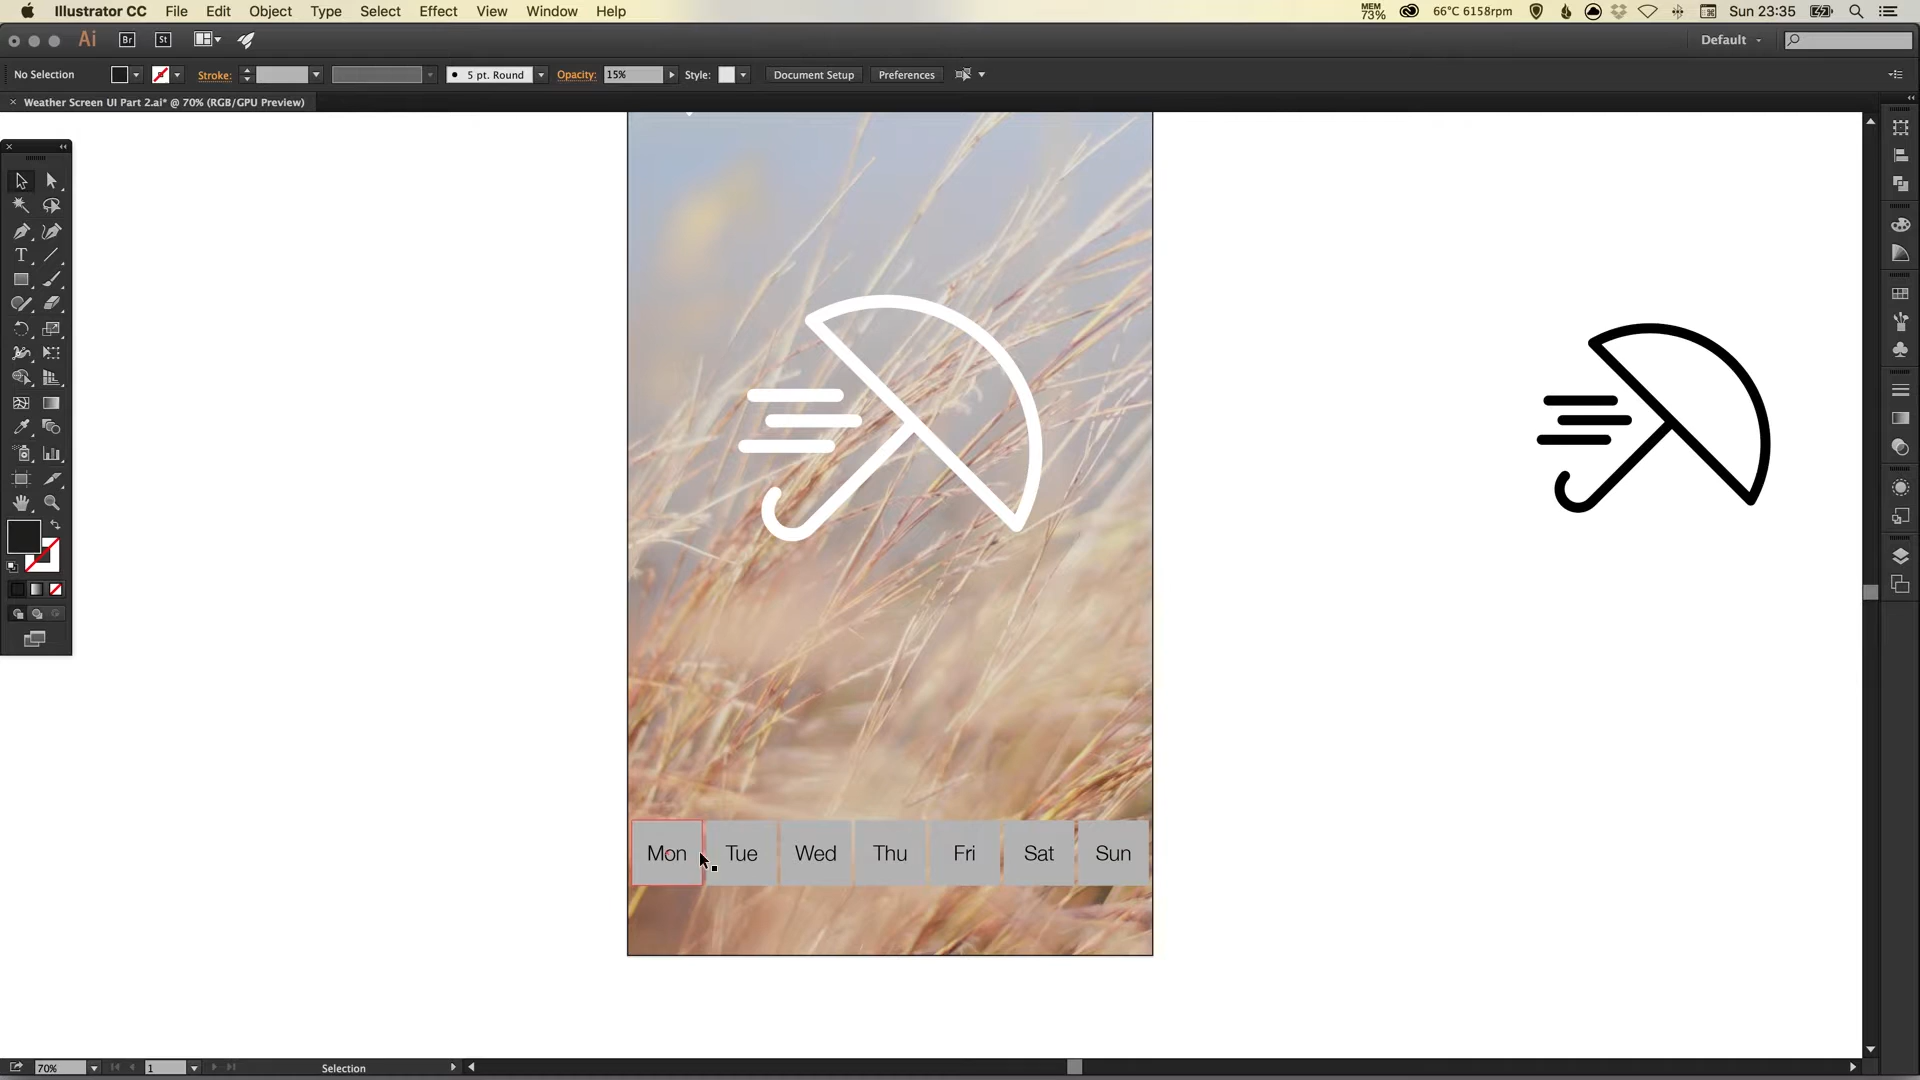 Illustrator CC File Edit Object Type Select Effect View Window Help MEM 73% 66°C 6158rpm Sun 23:35
Ai Br St Default
No Selection Stroke: 5 pt. Round Opacity: 15% Style: Document Setup Preferences
Weather Screen UI Part 2.ai* @ 70% (RGB/GPU Preview)
Mon Tue Wed Thu Fri Sat Sun
70% 1 Selection